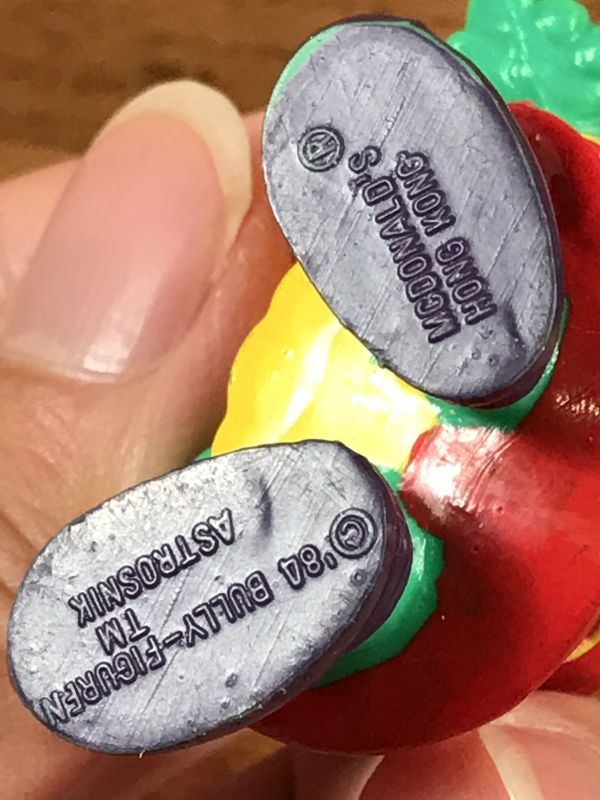 MCDONALD'S ®
HONG KONG
© '84 BULLY-FIGUREN
TM
ASTROSNIK